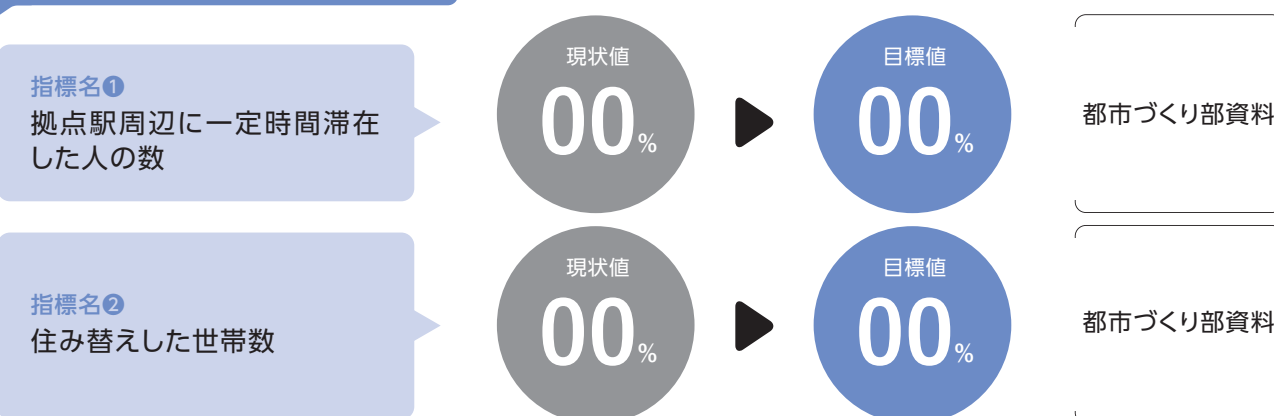 指標名❶
拠点駅周辺に一定時間滞在
した人の数
現状値
00%
目標値
00%
都市づくり部資料
指標名❷
住み替えした世帯数
現状値
00%
目標値
00%
都市づくり部資料